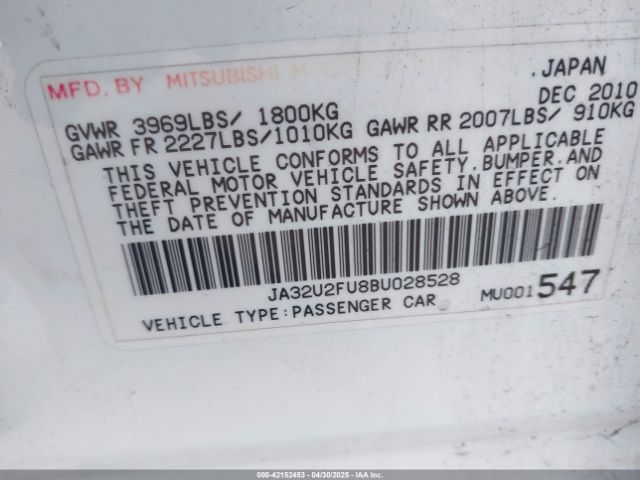 MFD. BY MITSUBISHI
. JAPAN
GVWR 3969LBS/ 1800KG
DEC 2010
GAWR FR 2227LBS/1010KG GAWR RR 2007LBS/ 910KG
THIS VEHICLE CONFORMS TO ALL APPLICABLE
FEDERAL MOTOR VEHICLE SAFETY,BUMPER,AND
THEFT PREVENTION STANDARDS IN EFFECT ON
THE DATE OF MANUFACTURE SHOWN ABOVE.
JA32U2FU8BU028528
VEHICLE TYPE:PASSENGER CAR
MU001547
000-42152453 - 04/30/2025 - IAA Inc.